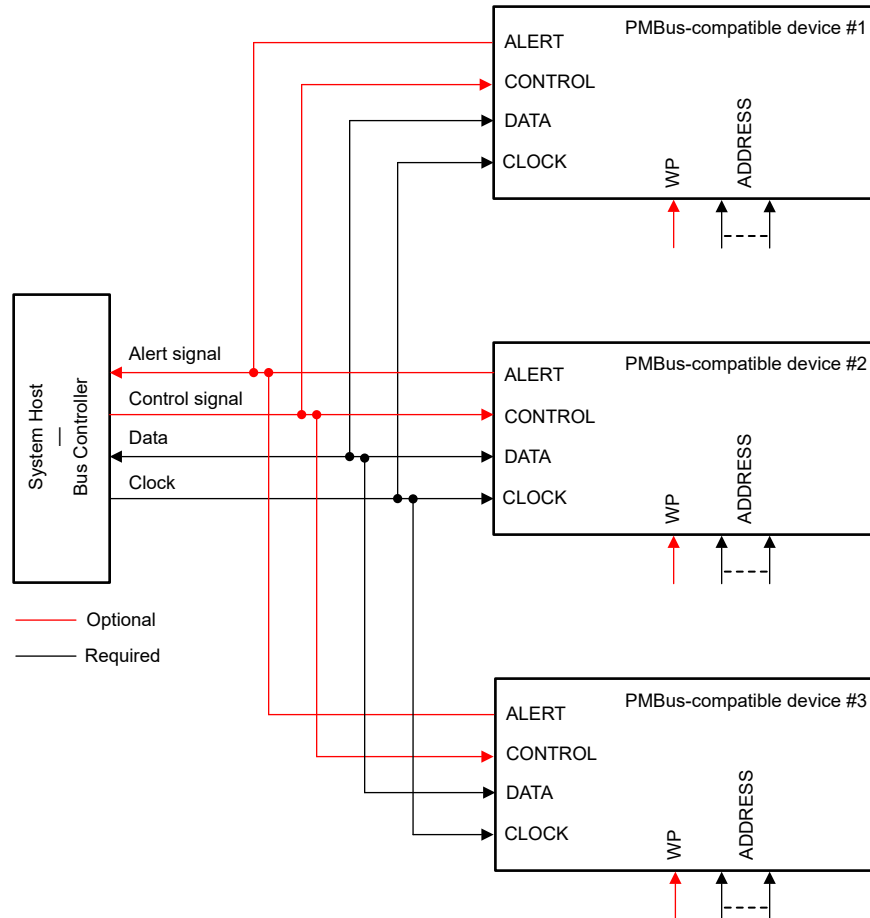 PMBus-compatible device #1
ALERT
CONTROL
DATA
CLOCK
WP
ADDRESS
System Host
—
Bus Controller
Alert signal
Control signal
Data
Clock
PMBus-compatible device #2
ALERT
CONTROL
DATA
CLOCK
WP
ADDRESS
Optional
Required
PMBus-compatible device #3
ALERT
CONTROL
DATA
CLOCK
WP
ADDRESS